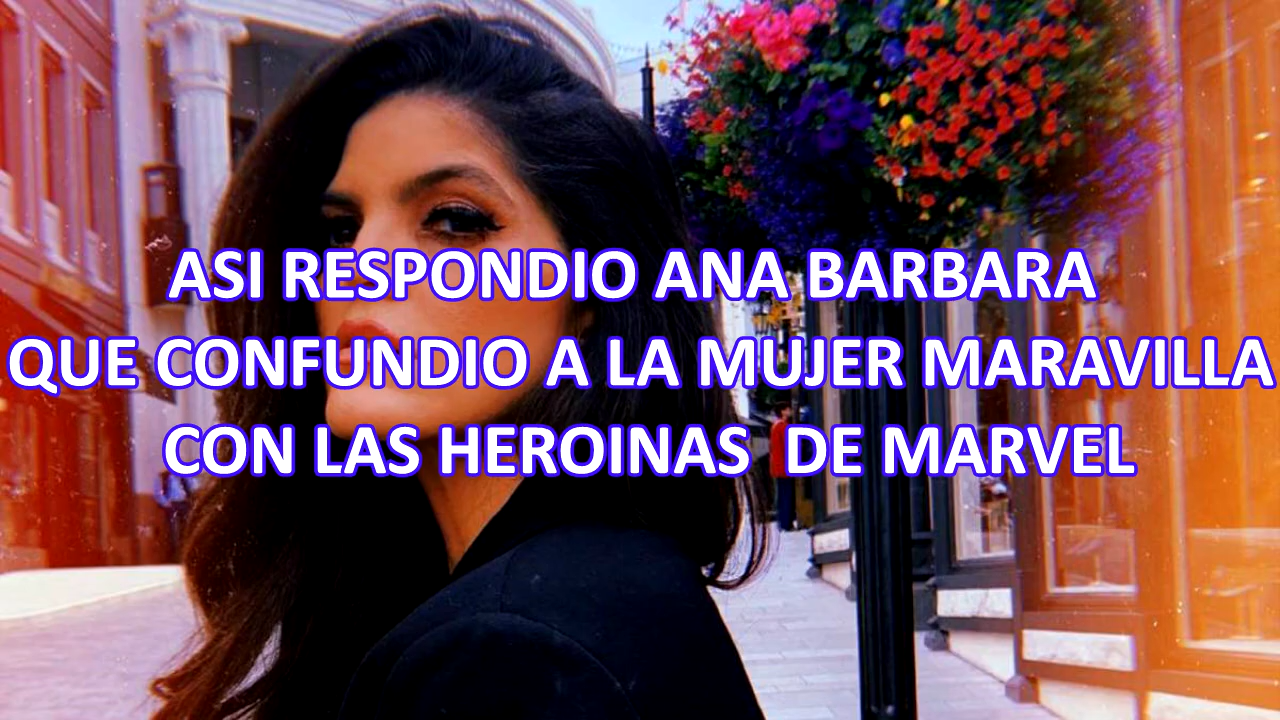 ASI RESPONDIO ANA BARBARA
QUE CONFUNDIO A LA MUJER MARAVILLA
CON LAS HEROINAS DE MARVEL